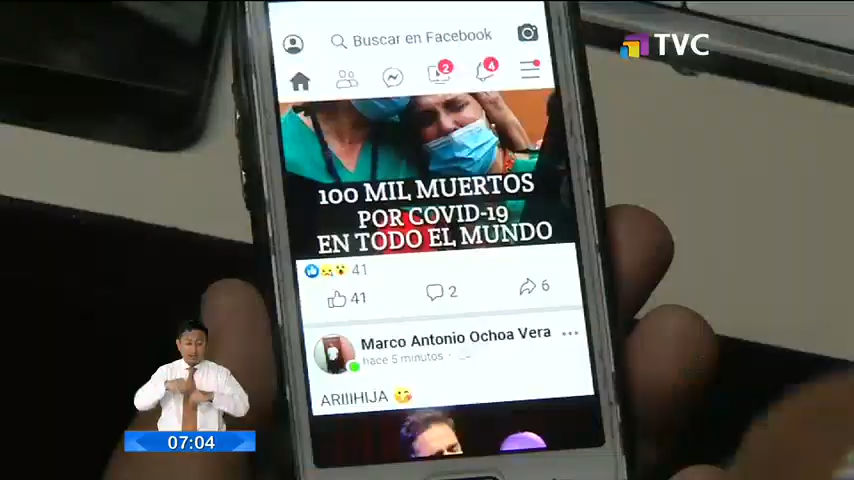 Buscar en Facebook
TVC
2
4
100 MIL MUERTOS
POR COVID-19
EN TODO EL MUNDO
41
41
2
6
Marco Antonio Ochoa Vera
hace 5 minutos
ARIIIHIJA
07:04